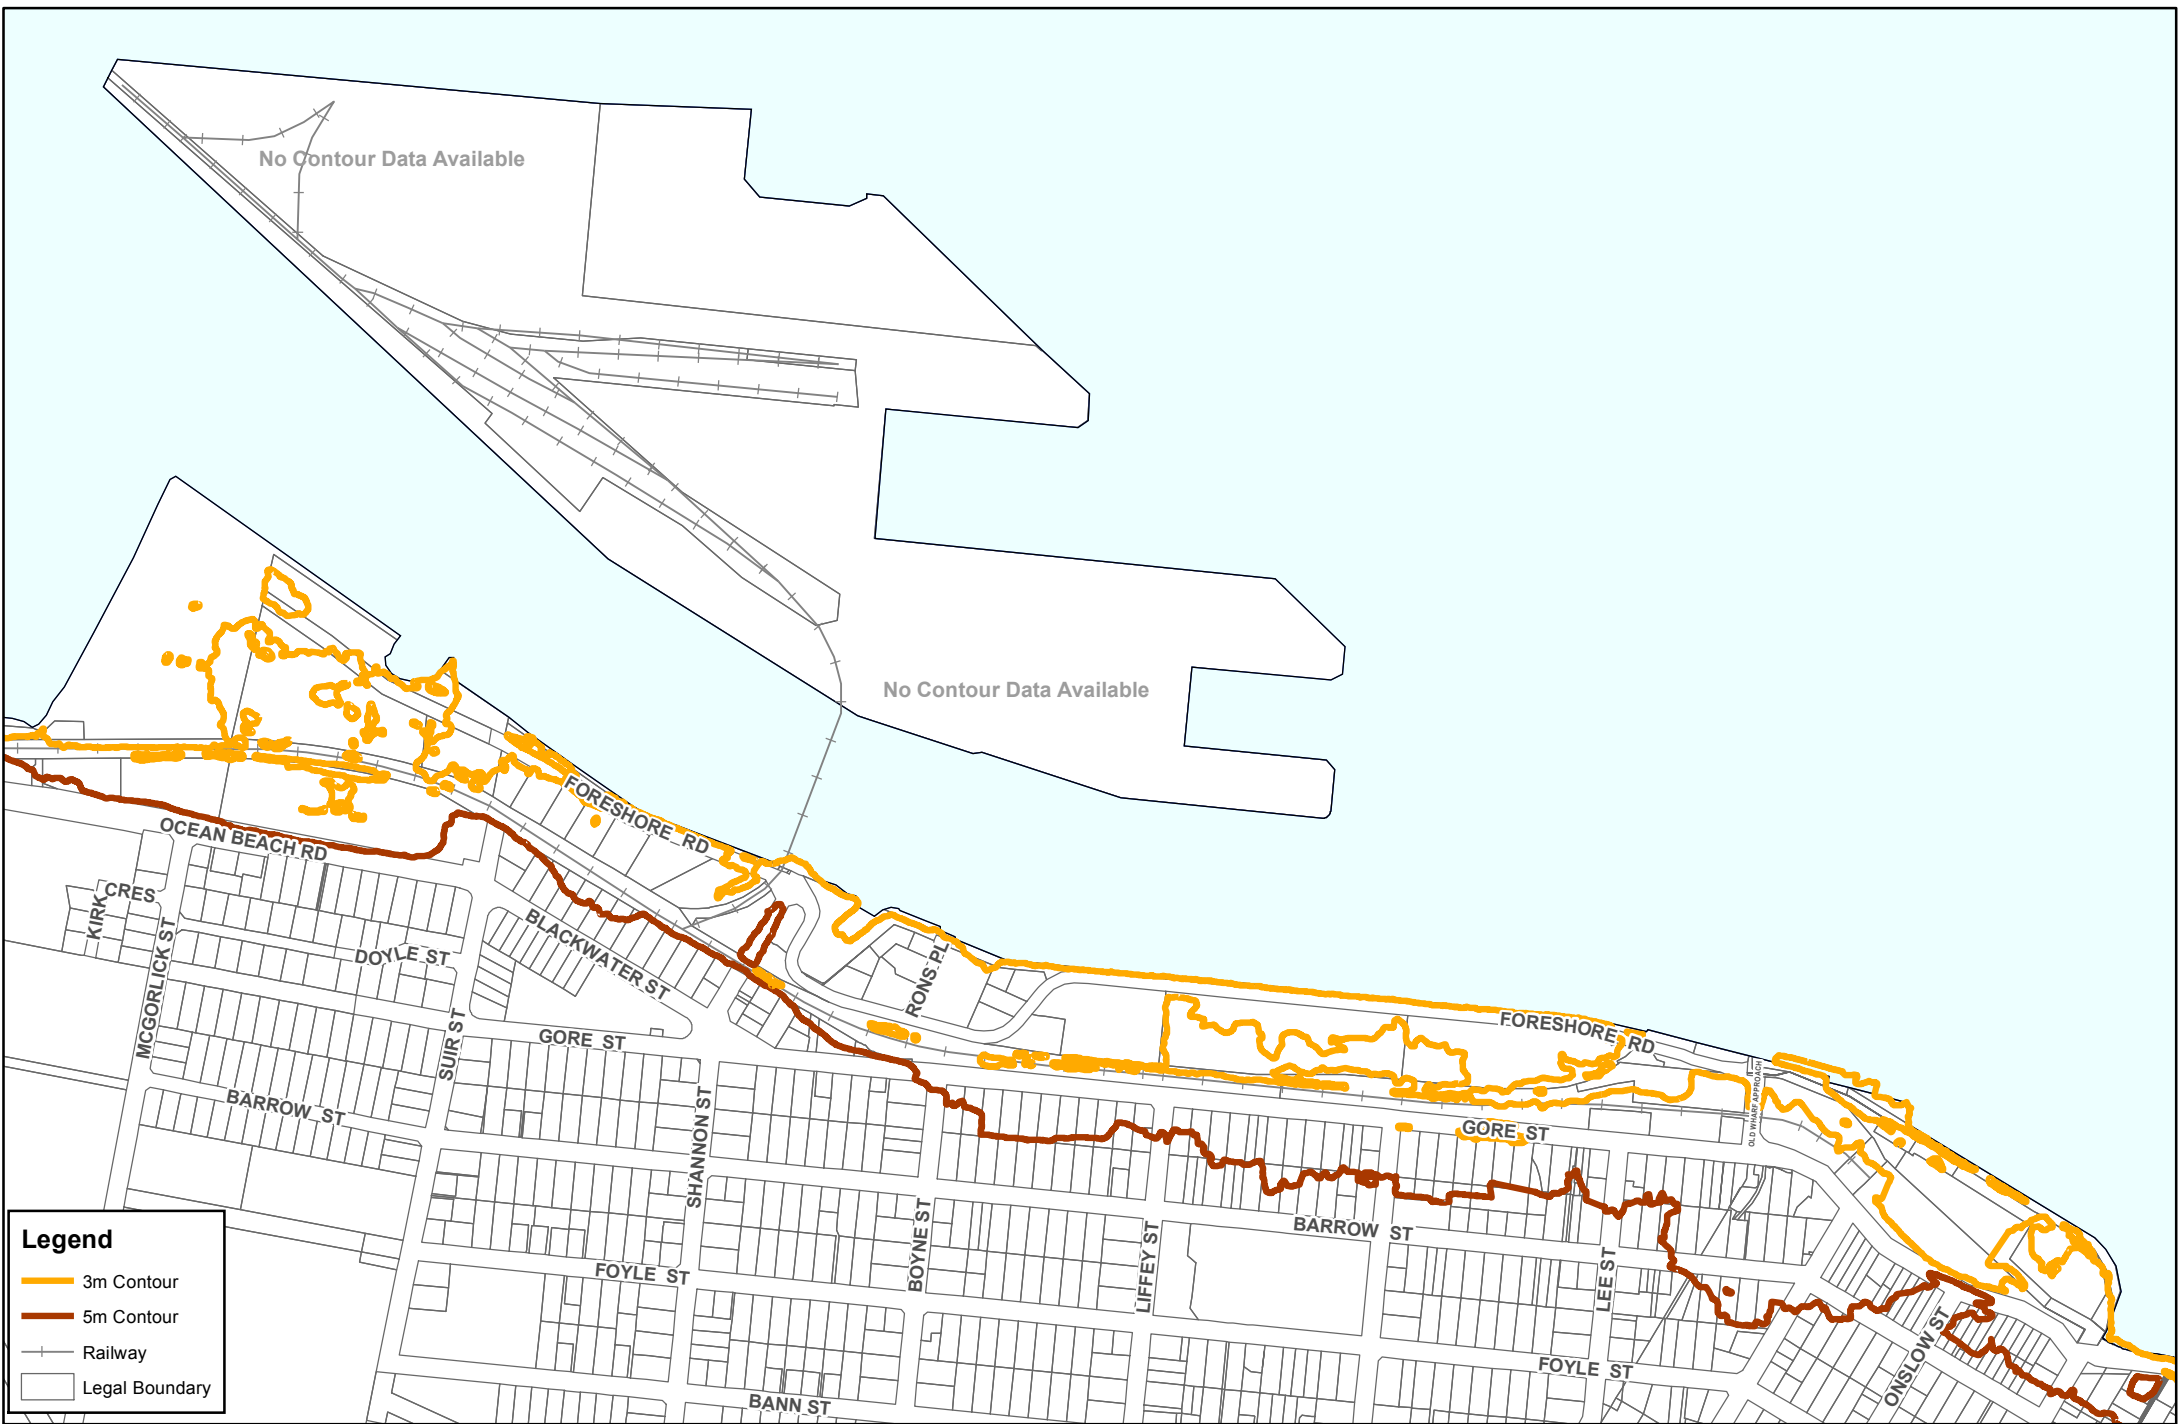 No Contour Data Available
No Contour Data Available
FORESHORE RD
OCEAN BEACH RD
KIRK CRES
MCGORLICK ST
DOYLE ST
BLACKWATER ST
RONS PL
SUIR ST
GORE ST
FORESHORE RD
OLD WHARF APPROACH
BARROW ST
SHANNON ST
GORE ST
BOYNE ST
LIFFEY ST
BARROW ST
LEE ST
FOYLE ST
FOYLE ST
ONSLOW ST
BANN ST
Legend
3m Contour
5m Contour
Railway
Legal Boundary